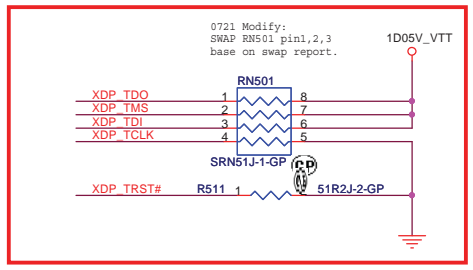 0721 Modify:
SWAP RN501 pin1,2,3
base on swap report.
1D05V_VTT
RN501
XDP_TDO 1 8
XDP_TMS 2 7
XDP_TDI 3 6
XDP_TCLK 4 5
SRN51J-1-GP
GP
XDP_TRST# R511 1 51R2J-2-GP